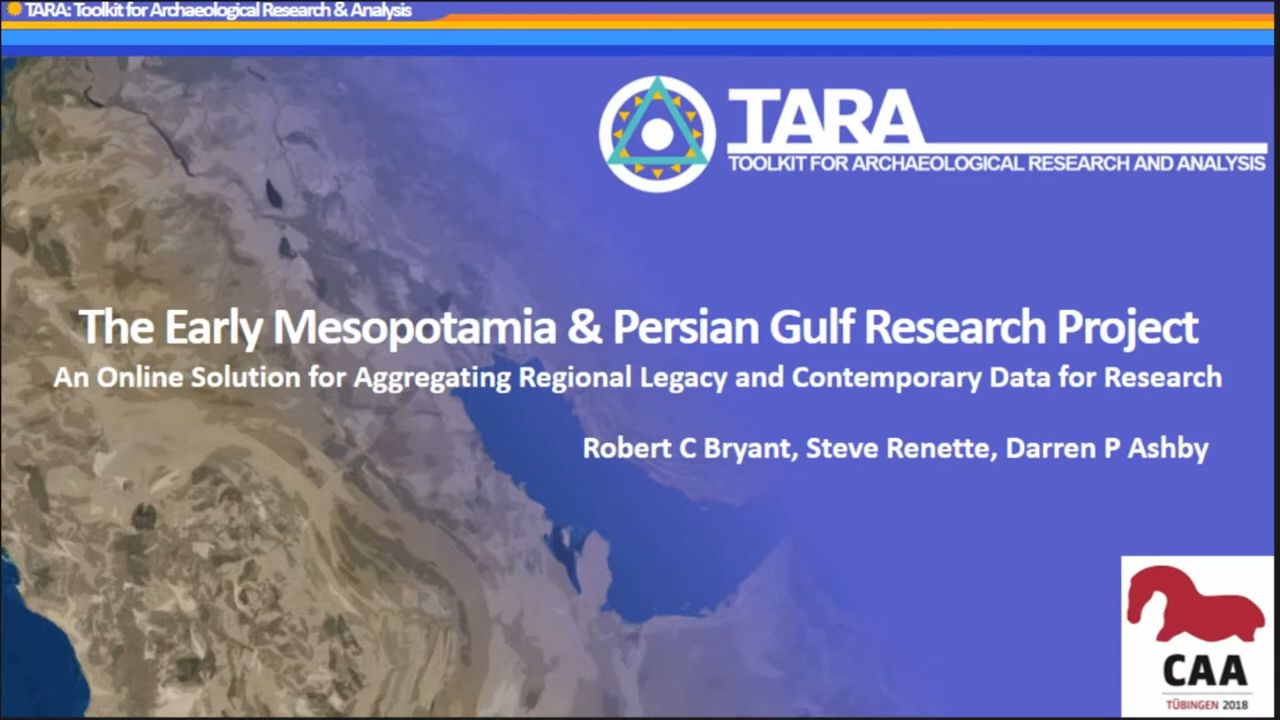 TARA: Toolkit for Archaeological Research & Analysis
TARA
TOOLKIT FOR ARCHAEOLOGICAL RESEARCH AND ANALYSIS
The Early Mesopotamia & Persian Gulf Research Project
An Online Solution for Aggregating Regional Legacy and Contemporary Data for Research
Robert C Bryant, Steve Renette, Darren P Ashby
CAA
TÜBINGEN 2018